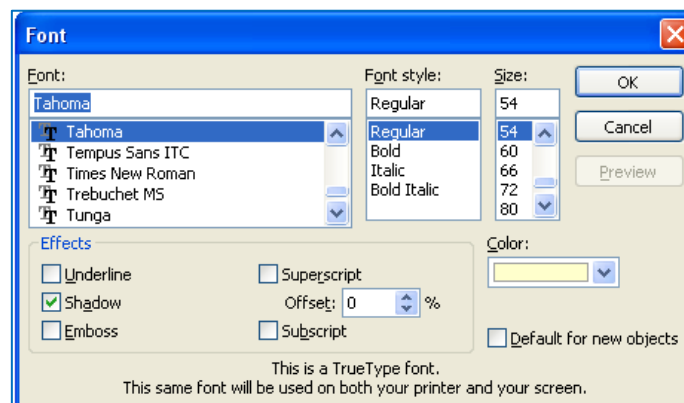 Font
Font: Font style: Size:
Tahoma Regular 54 OK
Tahoma Regular 54 Cancel
Tempus Sans ITC Bold 60
Times New Roman Italic 66 Preview
Trebuchet MS Bold Italic 72
Tunga 80
Effects Color:
Underline Superscript
Shadow Offset: 0 %
Emboss Subscript Default for new objects
This is a TrueType font.
This same font will be used on both your printer and your screen.